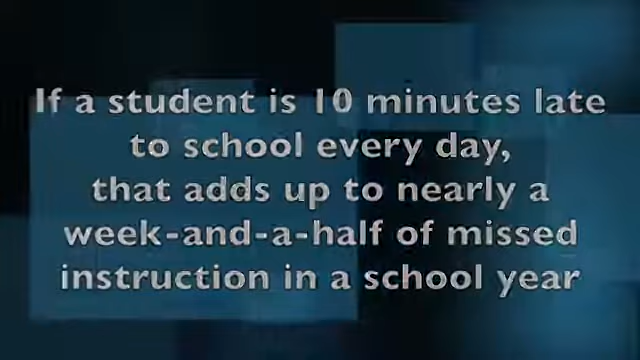 If a student is 10 minutes late
to school every day,
that adds up to nearly a
week-and-a-half of missed
instruction in a school year